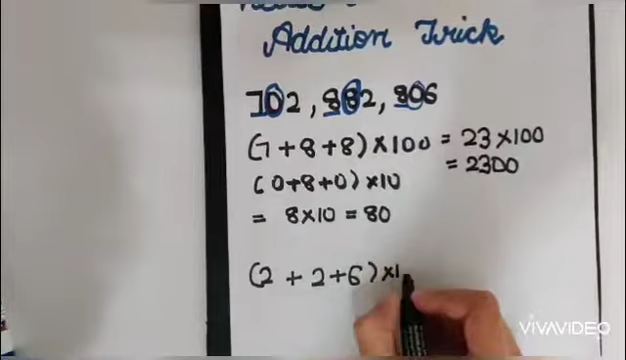 Addition Trick
702, 882, 806
(7+8+8)×100 = 23×100
= 2300
(0+8+0)×10
= 8×10 = 80
(2+2+6)×1
VIVAVIDEO